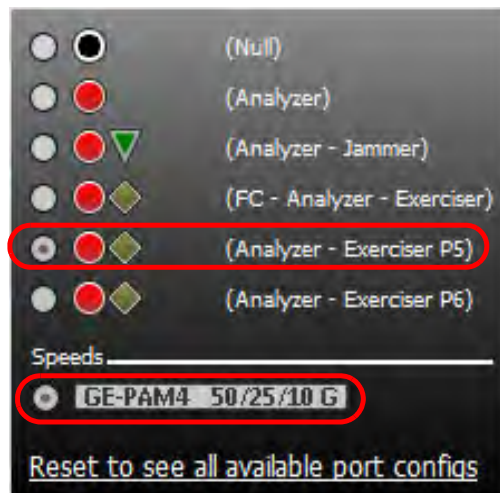 (Null)
(Analyzer)
(Analyzer - Jammer)
(FC - Analyzer - Exerciser)
(Analyzer - Exerciser P5)
(Analyzer - Exerciser P6)
Speeds
GE-PAM4 50/25/10 G
Reset to see all available port configs